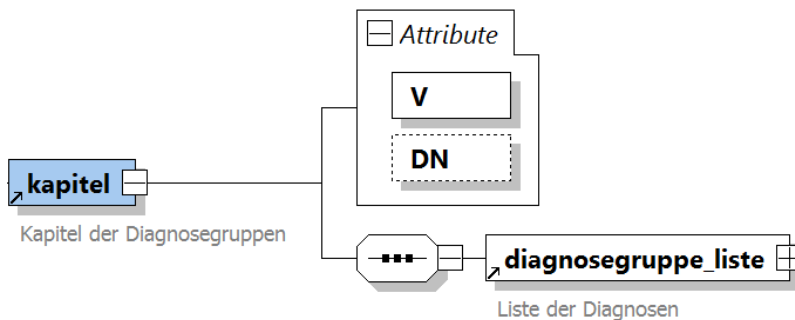 Attribute
V
DN
kapitel
Kapitel der Diagnosegruppen
diagnosegruppe_liste
Liste der Diagnosen